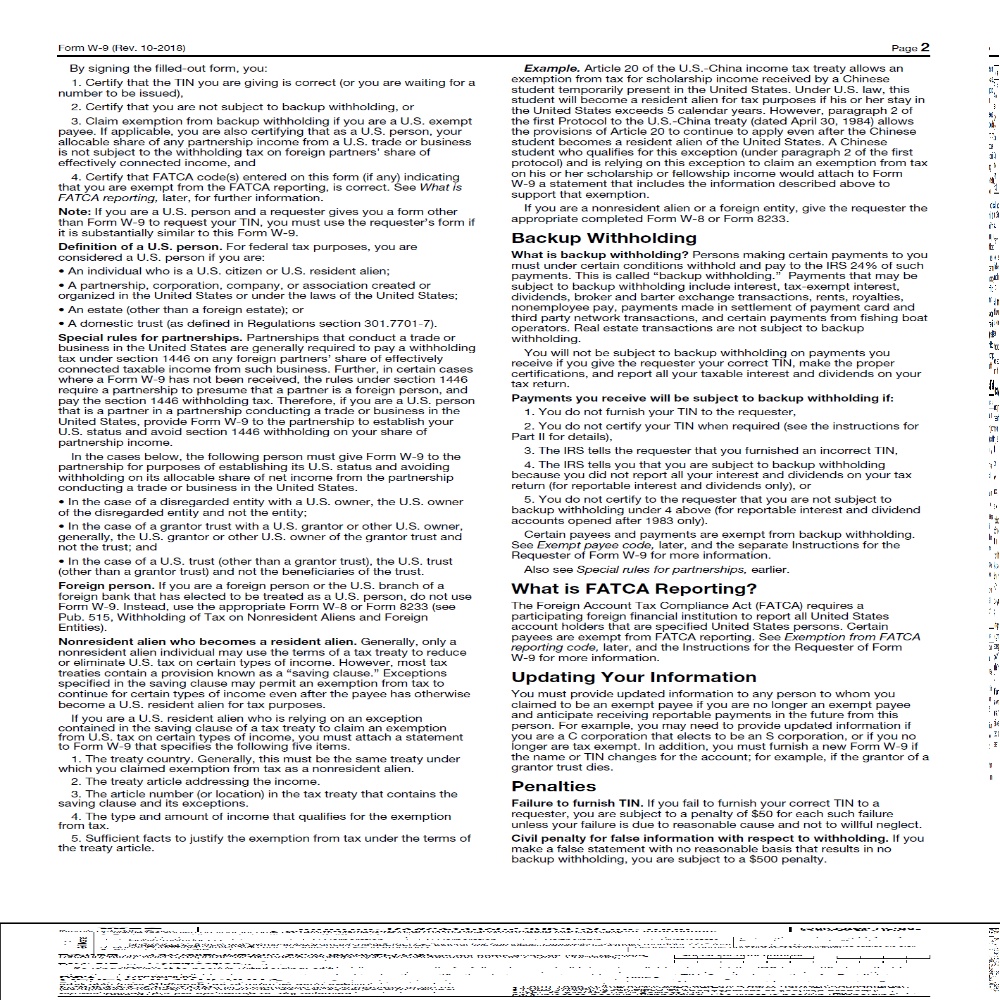 Form W-9 (Rev. 10-2018)
Page 2
By signing the filled-out form, you:
1. Certify that the TIN you are giving is correct (or you are waiting for a
number to be issued),
2. Certify that you are not subject to backup withholding, or
3. Claim exemption from backup withholding if you are a U.S. exempt
payee. If applicable, you are also certifying that as a U.S. person, your
allocable share of any partnership income from a U.S. trade or business
is not subject to the withholding tax on foreign partners' share of
effectively connected income, and
4. Certify that FATCA code(s) entered on this form (if any) indicating
that you are exempt from the FATCA reporting, is correct. See What is
FATCA reporting, later, for further information.
Note: If you are a U.S. person and a requester gives you a form other
than Form W-9 to request your TIN, you must use the requester's form if
it is substantially similar to this Form W-9.
Definition of a U.S. person. For federal tax purposes, you are
considered a U.S. person if you are:
• An individual who is a U.S. citizen or U.S. resident alien;
• A partnership, corporation, company, or association created or
organized in the United States or under the laws of the United States;
• An estate (other than a foreign estate); or
• A domestic trust (as defined in Regulations section 301.7701-7).
Special rules for partnerships. Partnerships that conduct a trade or
business in the United States are generally required to pay a withholding
tax under section 1446 on any foreign partners' share of effectively
connected taxable income from such business. Further, in certain cases
where a Form W-9 has not been received, the rules under section 1446
require a partnership to presume that a partner is a foreign person, and
pay the section 1446 withholding tax. Therefore, if you are a U.S. person
that is a partner in a partnership conducting a trade or business in the
United States, provide Form W-9 to the partnership to establish your
U.S. status and avoid section 1446 withholding on your share of
partnership income.
In the cases below, the following person must give Form W-9 to the
partnership for purposes of establishing its U.S. status and avoiding
withholding on its allocable share of net income from the partnership
conducting a trade or business in the United States.
• In the case of a disregarded entity with a U.S. owner, the U.S. owner
of the disregarded entity and not the entity;
• In the case of a grantor trust with a U.S. grantor or other U.S. owner,
generally, the U.S. grantor or other U.S. owner of the grantor trust and
not the trust; and
• In the case of a U.S. trust (other than a grantor trust), the U.S. trust
(other than a grantor trust) and not the beneficiaries of the trust.
Foreign person. If you are a foreign person or the U.S. branch of a
foreign bank that has elected to be treated as a U.S. person, do not use
Form W-9. Instead, use the appropriate Form W-8 or Form 8233 (see
Pub. 515, Withholding of Tax on Nonresident Aliens and Foreign
Entities).
Nonresident alien who becomes a resident alien. Generally, only a
nonresident alien individual may use the terms of a tax treaty to reduce
or eliminate U.S. tax on certain types of income. However, most tax
treaties contain a provision known as a “saving clause.” Exceptions
specified in the saving clause may permit an exemption from tax to
continue for certain types of income even after the payee has otherwise
become a U.S. resident alien for tax purposes.
If you are a U.S. resident alien who is relying on an exception
contained in the saving clause of a tax treaty to claim an exemption
from U.S. tax on certain types of income, you must attach a statement
to Form W-9 that specifies the following five items.
1. The treaty country. Generally, this must be the same treaty under
which you claimed exemption from tax as a nonresident alien.
2. The treaty article addressing the income.
3. The article number (or location) in the tax treaty that contains the
saving clause and its exceptions.
4. The type and amount of income that qualifies for the exemption
from tax.
5. Sufficient facts to justify the exemption from tax under the terms of
the treaty article.
Example. Article 20 of the U.S.-China income tax treaty allows an
exemption from tax for scholarship income received by a Chinese
student temporarily present in the United States. Under U.S. law, this
student will become a resident alien for tax purposes if his or her stay in
the United States exceeds 5 calendar years. However, paragraph 2 of
the first Protocol to the U.S.-China treaty (dated April 30, 1984) allows
the provisions of Article 20 to continue to apply even after the Chinese
student becomes a resident alien of the United States. A Chinese
student who qualifies for this exception (under paragraph 2 of the first
protocol) and is relying on this exception to claim an exemption from tax
on his or her scholarship or fellowship income would attach to Form
W-9 a statement that includes the information described above to
support that exemption.
If you are a nonresident alien or a foreign entity, give the requester the
appropriate completed Form W-8 or Form 8233.
Backup Withholding
What is backup withholding? Persons making certain payments to you
must under certain conditions withhold and pay to the IRS 24% of such
payments. This is called “backup withholding.” Payments that may be
subject to backup withholding include interest, tax-exempt interest,
dividends, broker and barter exchange transactions, rents, royalties,
nonemployee pay, payments made in settlement of payment card and
third party network transactions, and certain payments from fishing boat
operators. Real estate transactions are not subject to backup
withholding.
You will not be subject to backup withholding on payments you
receive if you give the requester your correct TIN, make the proper
certifications, and report all your taxable interest and dividends on your
tax return.
Payments you receive will be subject to backup withholding if:
1. You do not furnish your TIN to the requester,
2. You do not certify your TIN when required (see the instructions for
Part II for details),
3. The IRS tells the requester that you furnished an incorrect TIN,
4. The IRS tells you that you are subject to backup withholding
because you did not report all your interest and dividends on your tax
return (for reportable interest and dividends only), or
5. You do not certify to the requester that you are not subject to
backup withholding under 4 above (for reportable interest and dividend
accounts opened after 1983 only).
Certain payees and payments are exempt from backup withholding.
See Exempt payee code, later, and the separate Instructions for the
Requester of Form W-9 for more information.
Also see Special rules for partnerships, earlier.
What is FATCA Reporting?
The Foreign Account Tax Compliance Act (FATCA) requires a
participating foreign financial institution to report all United States
account holders that are specified United States persons. Certain
payees are exempt from FATCA reporting. See Exemption from FATCA
reporting code, later, and the Instructions for the Requester of Form
W-9 for more information.
Updating Your Information
You must provide updated information to any person to whom you
claimed to be an exempt payee if you are no longer an exempt payee
and anticipate receiving reportable payments in the future from this
person. For example, you may need to provide updated information if
you are a C corporation that elects to be an S corporation, or if you no
longer are tax exempt. In addition, you must furnish a new Form W-9 if
the name or TIN changes for the account; for example, if the grantor of a
grantor trust dies.
Penalties
Failure to furnish TIN. If you fail to furnish your correct TIN to a
requester, you are subject to a penalty of $50 for each such failure
unless your failure is due to reasonable cause and not to willful neglect.
Civil penalty for false information with respect to withholding. If you
make a false statement with no reasonable basis that results in no
backup withholding, you are subject to a $500 penalty.